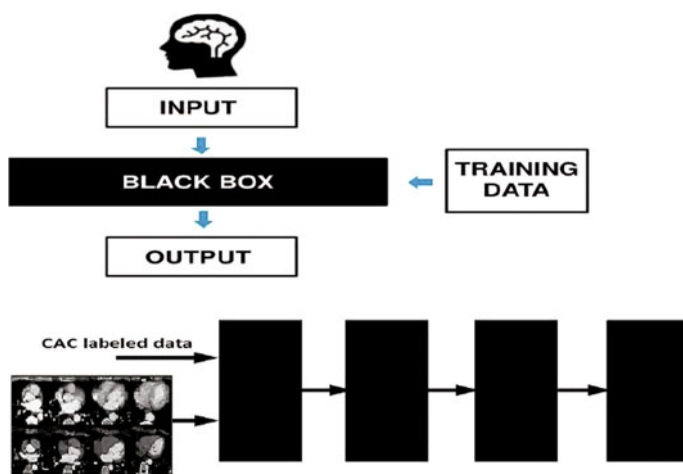 INPUT
BLACK BOX
TRAINING
DATA
OUTPUT
CAC labeled data